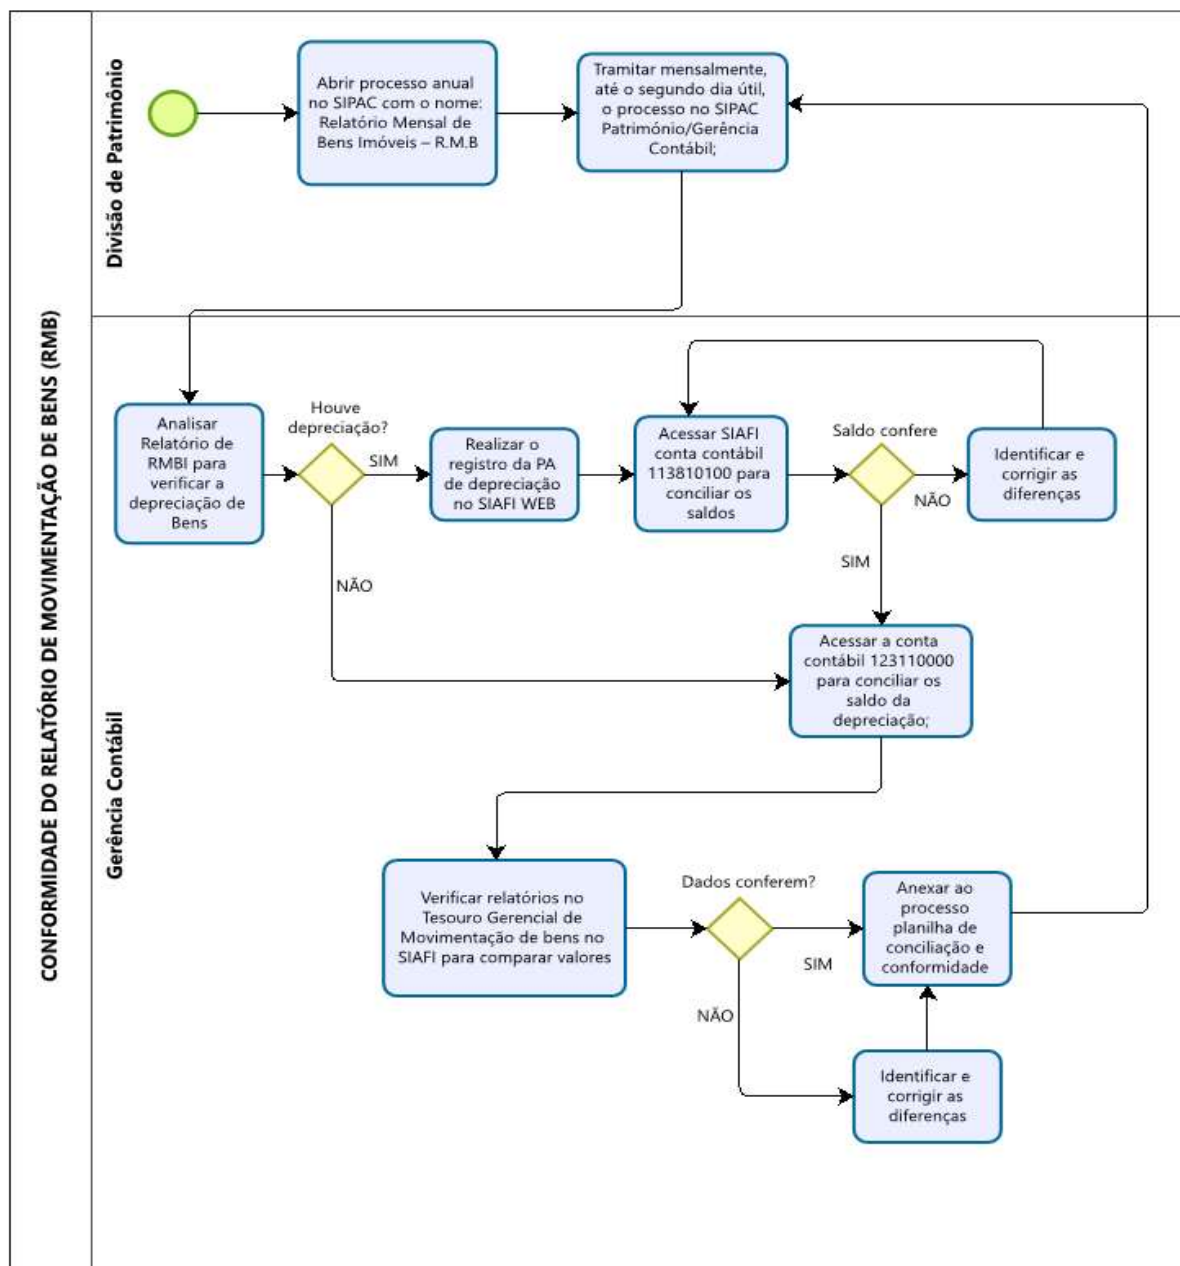 CONFORMIDADE DO RELATÓRIO DE MOVIMENTAÇÃO DE BENS (RMB)
Divisão de Patrimônio
Abrir processo anual
no SIPAC com o nome:
Relatório Mensal de
Bens Imóveis – R.M.B
Tramitar mensalmente,
até o segundo dia útil,
o processo no SIPAC
Patrimônio/Gerência
Contábil;
Gerência Contábil
Analisar
Relatório de
RMBI para
verificar a
depreciação de
Bens
Houve
depreciação?
SIM
NÃO
Realizar o
registro da PA
de depreciação
no SIAFI WEB
Acessar SIAFI
conta contábil
113810100 para
conciliar os
saldos
Saldo confere
NÃO
SIM
Identificar e
corrigir as
diferenças
Acessar a conta
contábil 123110000
para conciliar os
saldo da
depreciação;
Verificar relatórios no
Tesouro Gerencial de
Movimentação de bens no
SIAFI para comparar valores
Dados conferem?
SIM
NÃO
Anexar ao
processo
planilha de
conciliação e
conformidade
Identificar e
corrigir as
diferenças